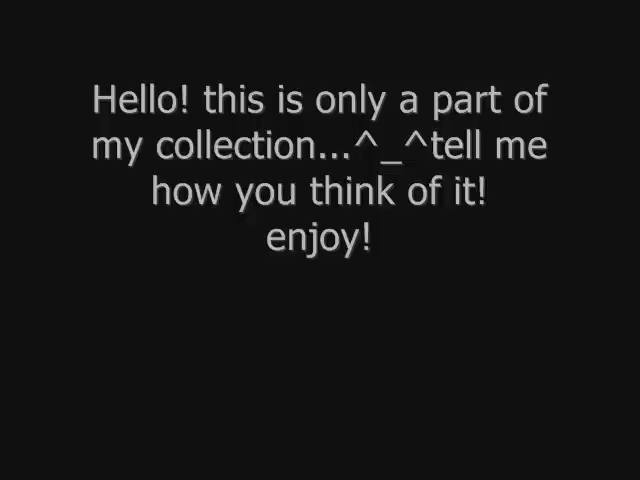 Hello! this is only a part of
my collection...^_^tell me
how you think of it!
enjoy!